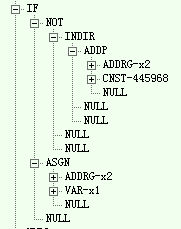 IF
NOT
INDIR
ADDP
ADDRG-x2
CNST-445968
NULL
NULL
NULL
NULL
NULL
ASGN
ADDRG-x2
VAR-x1
NULL
NULL